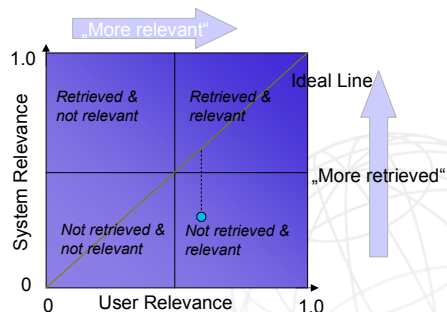 „More relevant“
1.0
Retrieved &
not relevant
Retrieved &
relevant
Ideal Line
System Relevance
„More retrieved“
Not retrieved &
not relevant
Not retrieved &
relevant
0
0
User Relevance
1.0